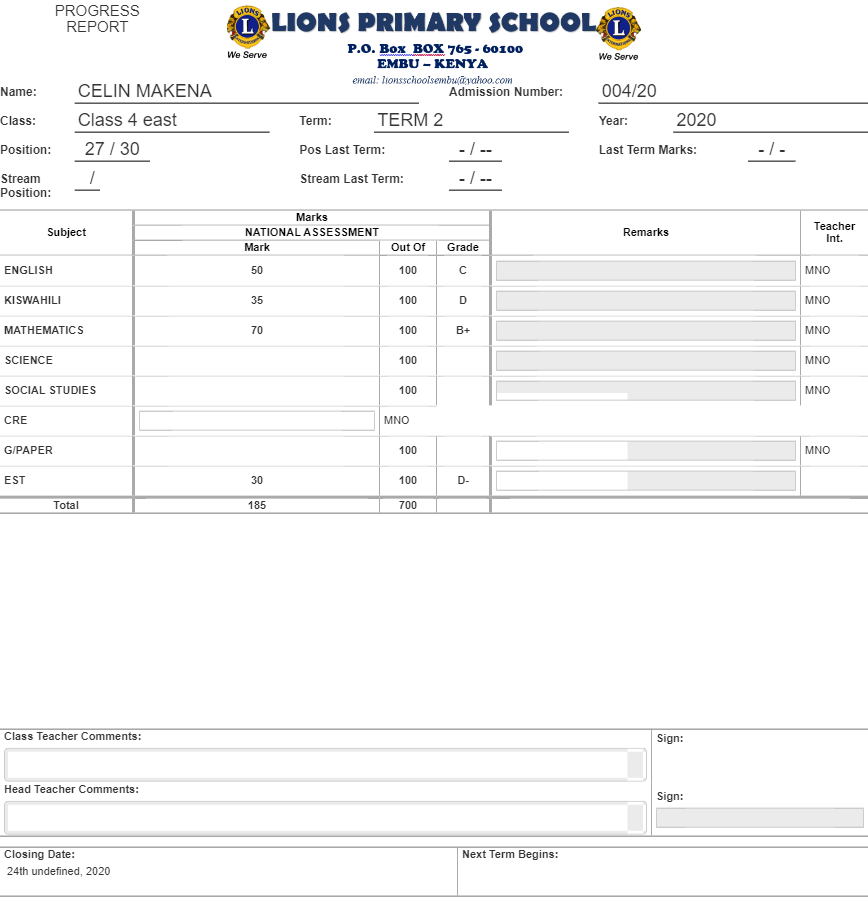 PROGRESS
REPORT
LIONS
L
INTERNATIONAL
We Serve
LIONS PRIMARY SCHOOL
P.O. Box BOX 765 - 60100
EMBU – KENYA
email: lionsschoolsembu@yahoo.com
LIONS
L
INTERNATIONAL
We Serve
Name: CELIN MAKENA Admission Number: 004/20
Class: Class 4 east Term: TERM 2 Year: 2020
Position: 27 / 30 Pos Last Term: - / -- Last Term Marks: - / -
Stream Position: / Stream Last Term: - / --
Subject Marks Remarks Teacher Int.
NATIONAL ASSESSMENT
Mark Out Of Grade
ENGLISH 50 100 C MNO
KISWAHILI 35 100 D MNO
MATHEMATICS 70 100 B+ MNO
SCIENCE 100 MNO
SOCIAL STUDIES 100 MNO
CRE MNO
G/PAPER 100 MNO
EST 30 100 D-
Total 185 700
Class Teacher Comments: Sign:
Head Teacher Comments: Sign:
Closing Date: Next Term Begins:
24th undefined, 2020